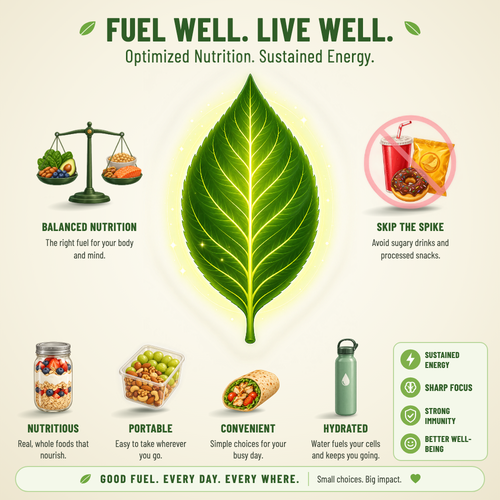 FUEL WELL. LIVE WELL.
Optimized Nutrition. Sustained Energy.
BALANCED NUTRITION
The right fuel for your body
and mind.
SKIP THE SPIKE
Avoid sugary drinks and
processed snacks.
NUTRITIOUS
Real, whole foods that
nourish.
PORTABLE
Easy to take wherever
you go.
CONVENIENT
Simple choices for your
busy day.
HYDRATED
Water fuels your cells
and keeps you going.
SUSTAINED
ENERGY
SHARP FOCUS
STRONG
IMMUNITY
BETTER WELL-
BEING
GOOD FUEL. EVERY DAY. EVERY WHERE. | Small choices. Big impact.